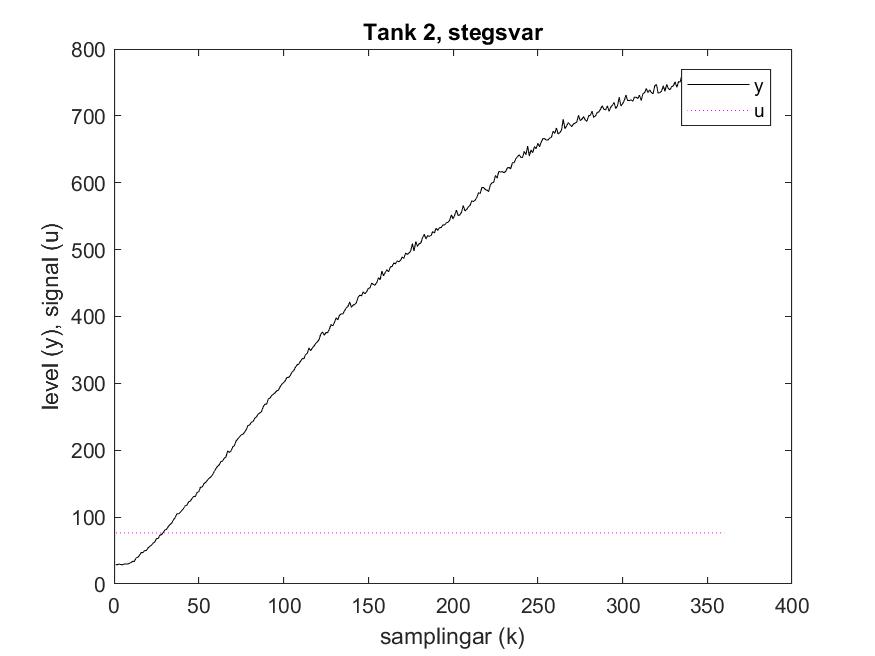 Tank 2, stegsvar
800
700
600
500
400
300
200
100
0
level (y), signal (u)
y
u
0 50 100 150 200 250 300 350 400
samplingar (k)